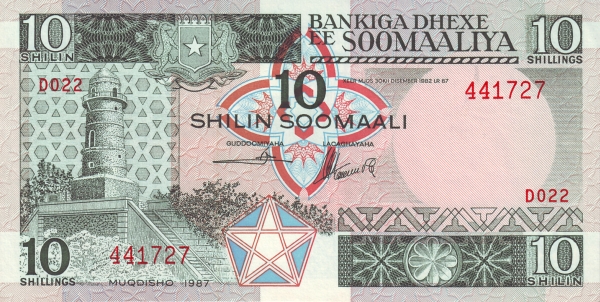 10
SHILIN
BANKIGA DHEXE
EE SOOMAALIYA
10
SHILLINGS
D022
XEER MUDS 30KII DISEMBER 1982 LR 67
441727
10
SHILIN SOOMAALI
GUDDOOMIYAHA
LACAGHAYAHA
D022
10
SHILLINGS
441727
MUQDISHO 1987
10
SHILLINGS